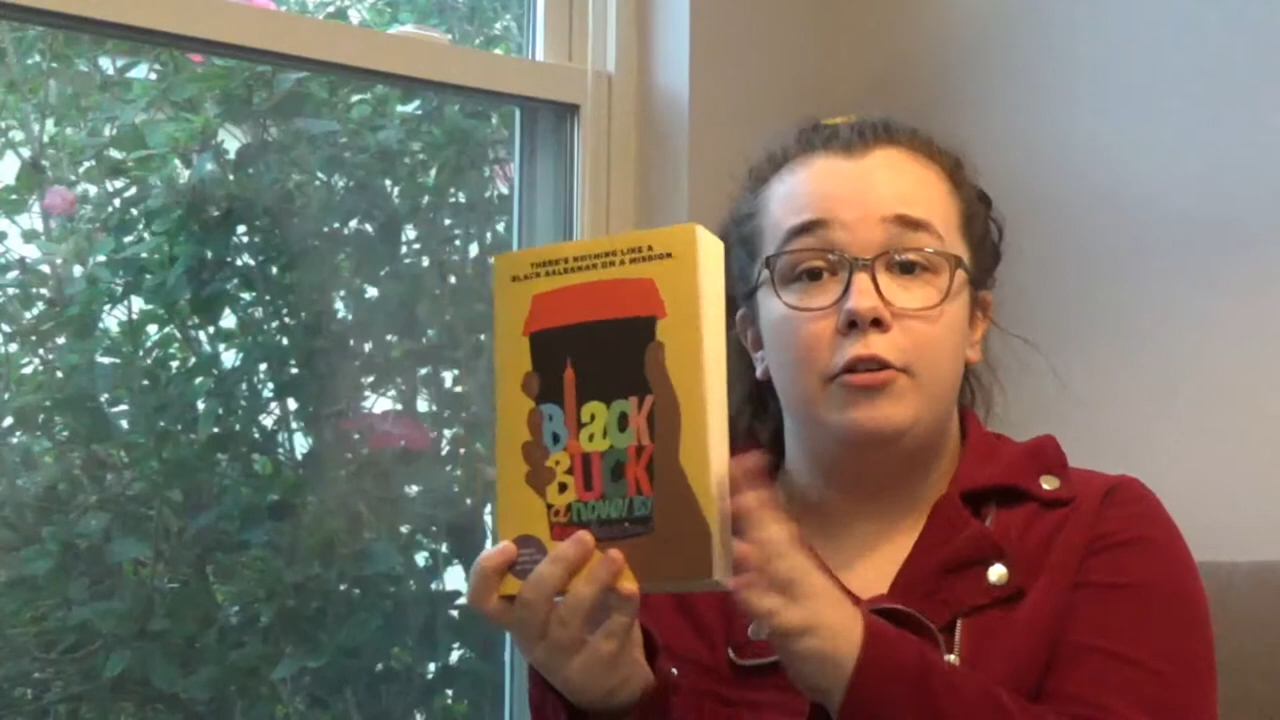 THERE'S NOTHING LIKE A
BLACK SALESMAN ON A MISSION.
Black
BUCK
a novel